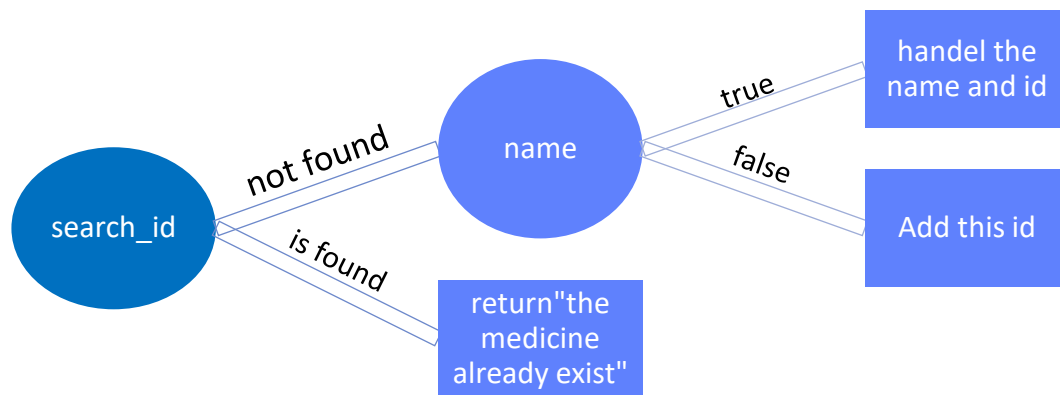 search_id
not found
is found
name
return"the
medicine
already exist"
true
false
handel the
name and id
Add this id